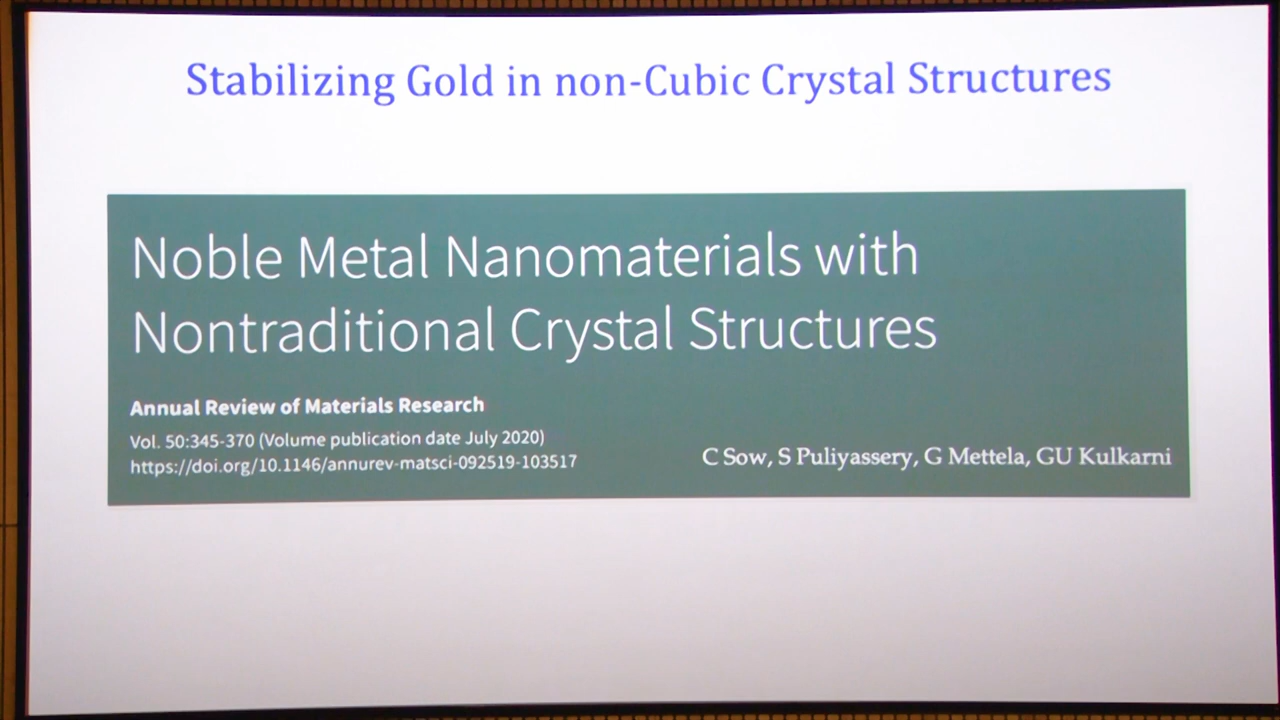 Stabilizing Gold in non-Cubic Crystal Structures
Noble Metal Nanomaterials with
Nontraditional Crystal Structures
Annual Review of Materials Research
Vol. 50:345-370 (Volume publication date July 2020)
https://doi.org/10.1146/annurev-matsci-092519-103517
C Sow, S Puliyassery, G Mettela, GU Kulkarni